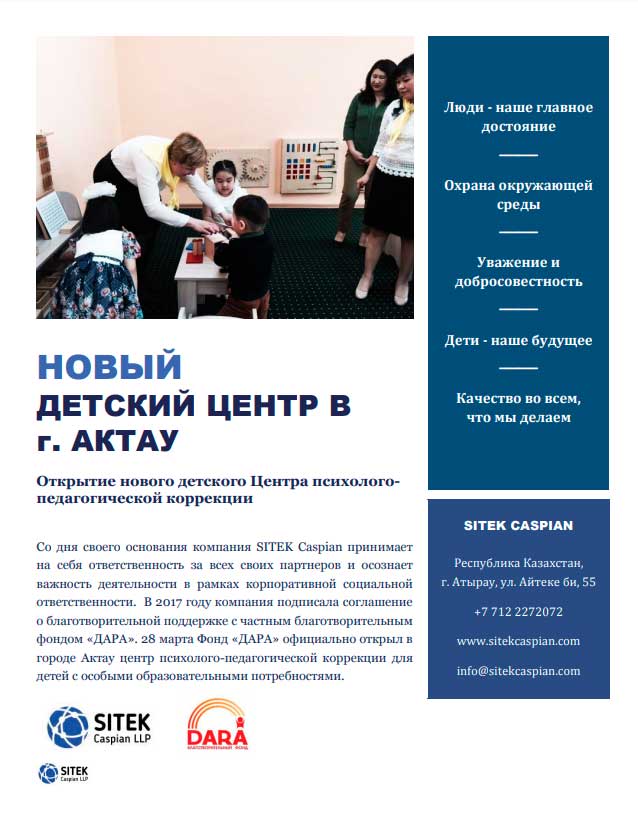 Люди - наше главное
достояние
Охрана окружающей
среды
Уважение и
добросовестность
Дети - наше будущее
Качество во всем,
что мы делаем
НОВЫЙ
ДЕТСКИЙ ЦЕНТР В
г. АКТАУ
Открытие нового детского Центра психолого-
педагогической коррекции
Со дня своего основания компания SITEK Caspian принимает
на себя ответственность за всех своих партнеров и осознает
важность деятельности в рамках корпоративной социальной
ответственности. В 2017 году компания подписала соглашение
о благотворительной поддержке с частным благотворительным
фондом «ДАРА». 28 марта Фонд «ДАРА» официально открыл в
городе Актау центр психолого-педагогической коррекции для
детей с особыми образовательными потребностями.
SITEK CASPIAN
Республика Казахстан,
г. Атырау, ул. Айтеке би, 55
+7 712 2272072
www.sitekcaspian.com
info@sitekcaspian.com
SITEK
Caspian LLP
DARA
БЛАГОТВОРИТЕЛЬНЫЙ ФОНД
SITEK
Caspian LLP